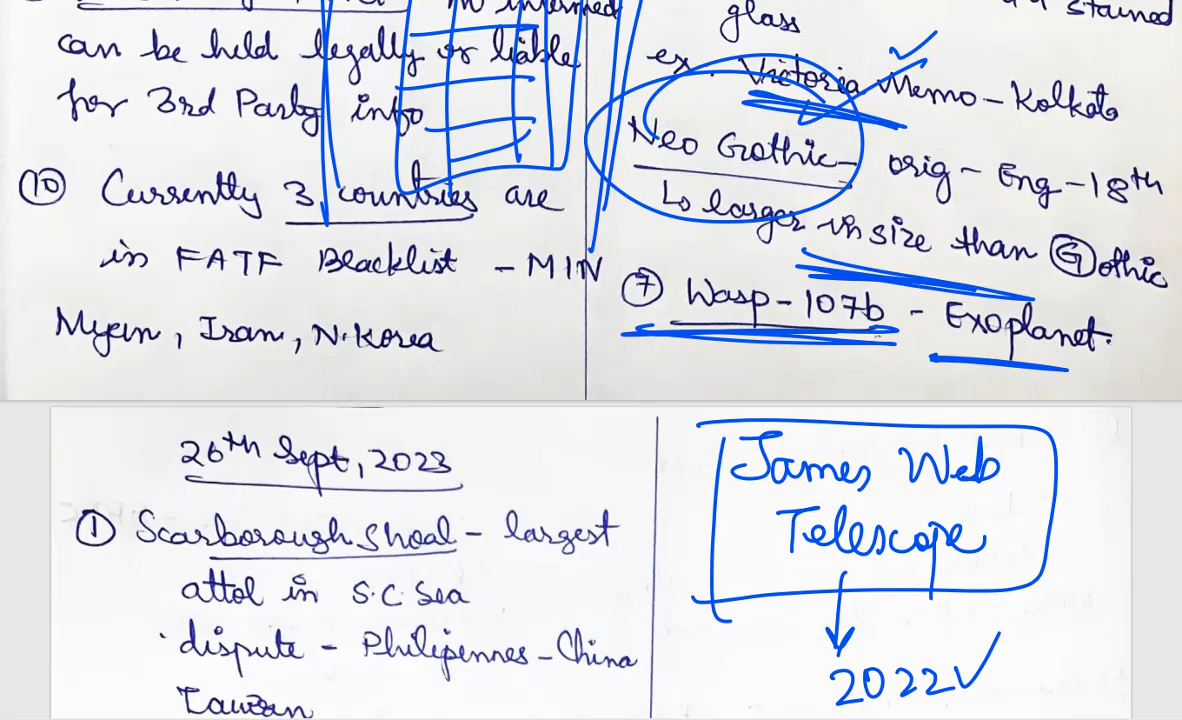 can be held legally or liable
for 3rd Party info
⑩ Currently 3 countries are
in FATF Blacklist - MIN
Myan, Iran, N.Korea
stained
glass
ex. Victoria Memo - Kolkata
Neo Gothic - orig - Eng - 18th
↳ larger in size than Gothic
⑦ Wasp-107b - Exoplanet.
26th Sept, 2023
① Scarborough Shoal - largest
attol in S.C. Sea
· dispute - Philipennes - China
Taiwan
James Web
Telescope
2022✓